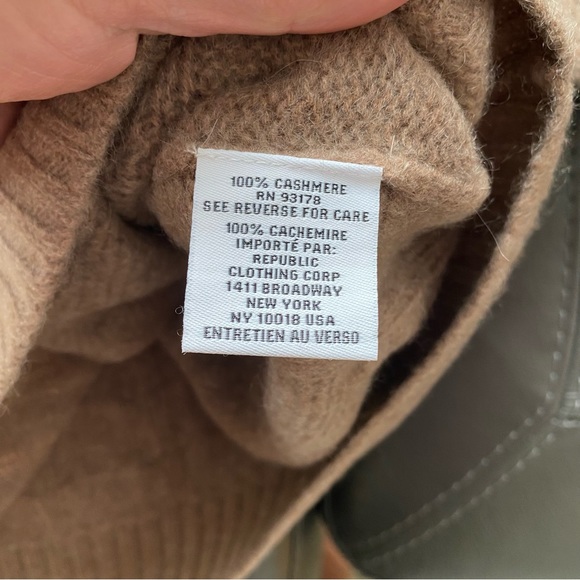 100% CASHMERE
RN 93178
SEE REVERSE FOR CARE
100% CACHEMIRE
IMPORTÉ PAR:
REPUBLIC
CLOTHING CORP
1411 BROADWAY
NEW YORK
NY 10018 USA
ENTRETIEN AU VERSO